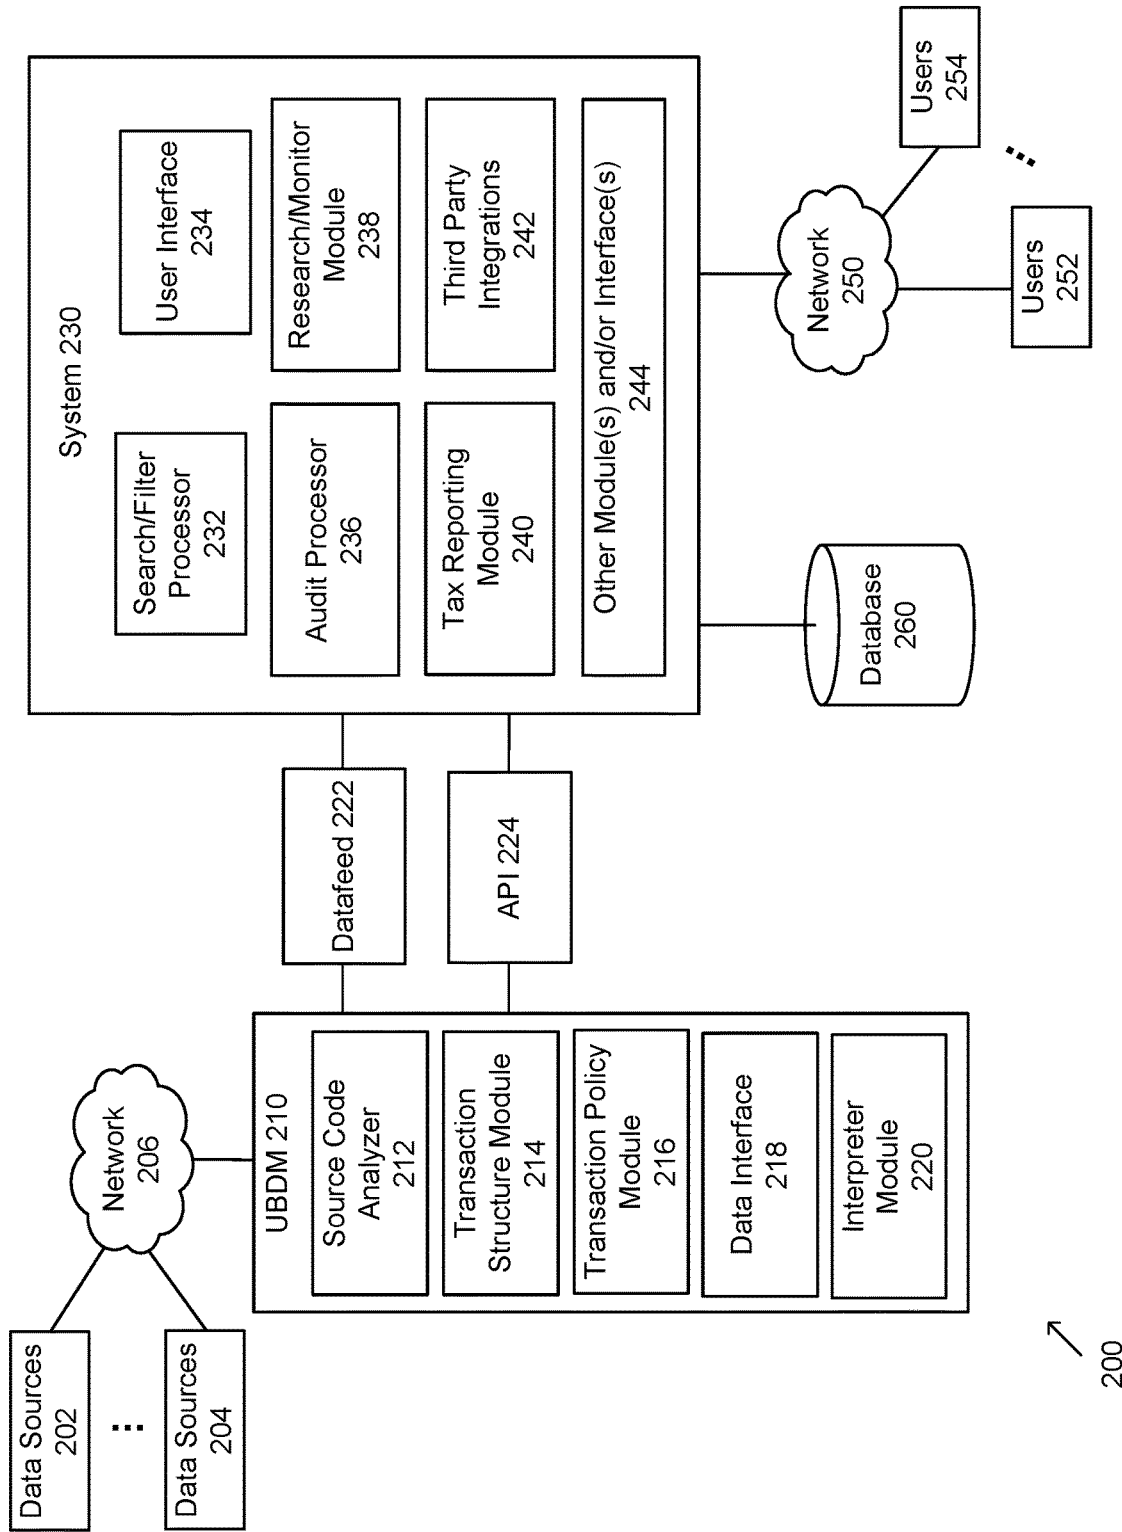 Data Sources
202
Data Sources
204
Network
206
UBDM 210
Source Code
Analyzer
212
Transaction
Structure Module
214
Transaction Policy
Module
216
Data Interface
218
Interpreter
Module
220
Datafeed 222
API 224
System 230
Search/Filter
Processor
232
User Interface
234
Audit Processor
236
Research/Monitor
Module
238
Tax Reporting
Module
240
Third Party
Integrations
242
Other Module(s) and/or Interface(s)
244
Database
260
Network
250
Users
252
Users
254
200